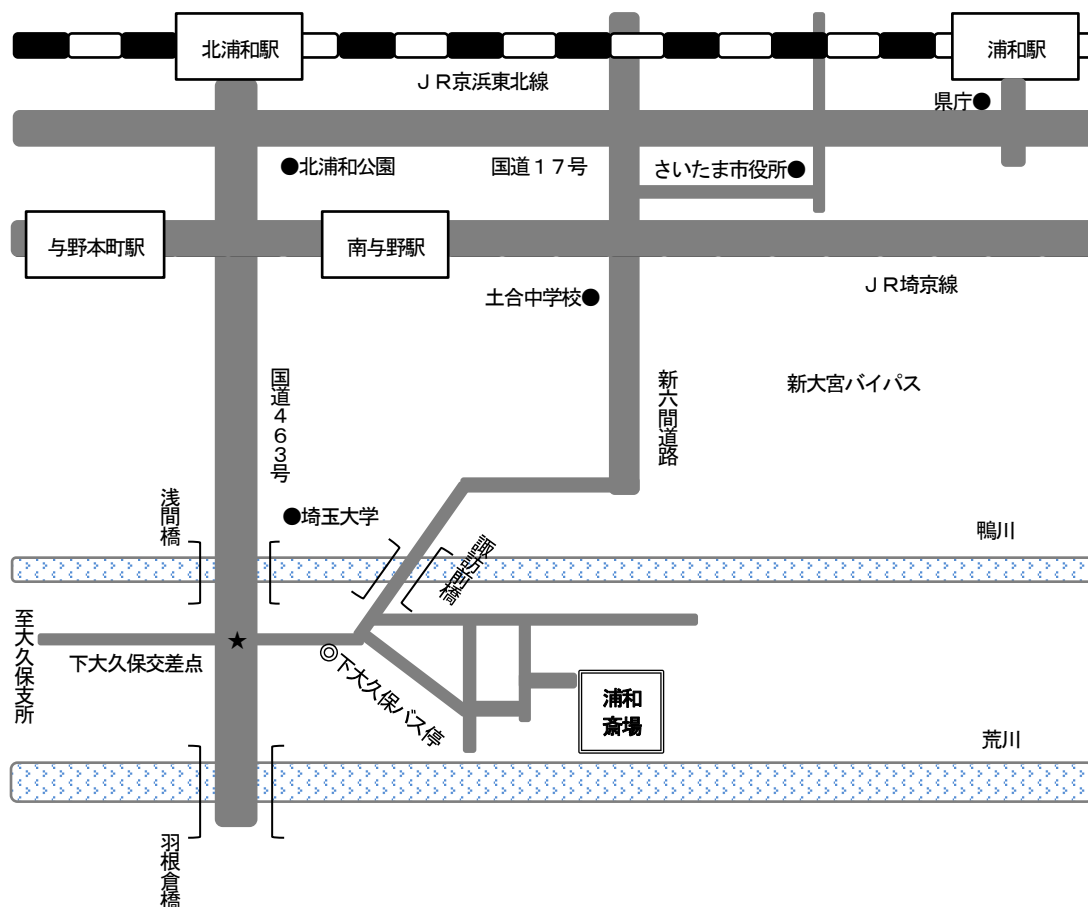 北浦和駅
浦和駅
ＪＲ京浜東北線
県庁●
●北浦和公園
国道１７号
さいたま市役所●
与野本町駅
南与野駅
ＪＲ埼京線
土合中学校●
国道４６３号
新六間道路
新大宮バイパス
浅間橋
●埼玉大学
諏訪前橋
鴨川
至大久保支所
★
下大久保交差点
◎下大久保バス停
浦和
斎場
荒川
羽根倉橋